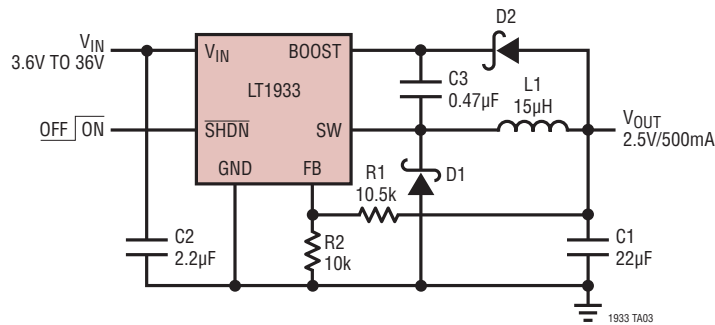 D2
VIN
3.6V TO 36V
VIN
BOOST
LT1933
C3
0.47µF
L1
15µH
VOUT
2.5V/500mA
OFF ON
SHDN
SW
GND
FB
R1
10.5k
D1
C2
2.2µF
R2
10k
C1
22µF
1933 TA03